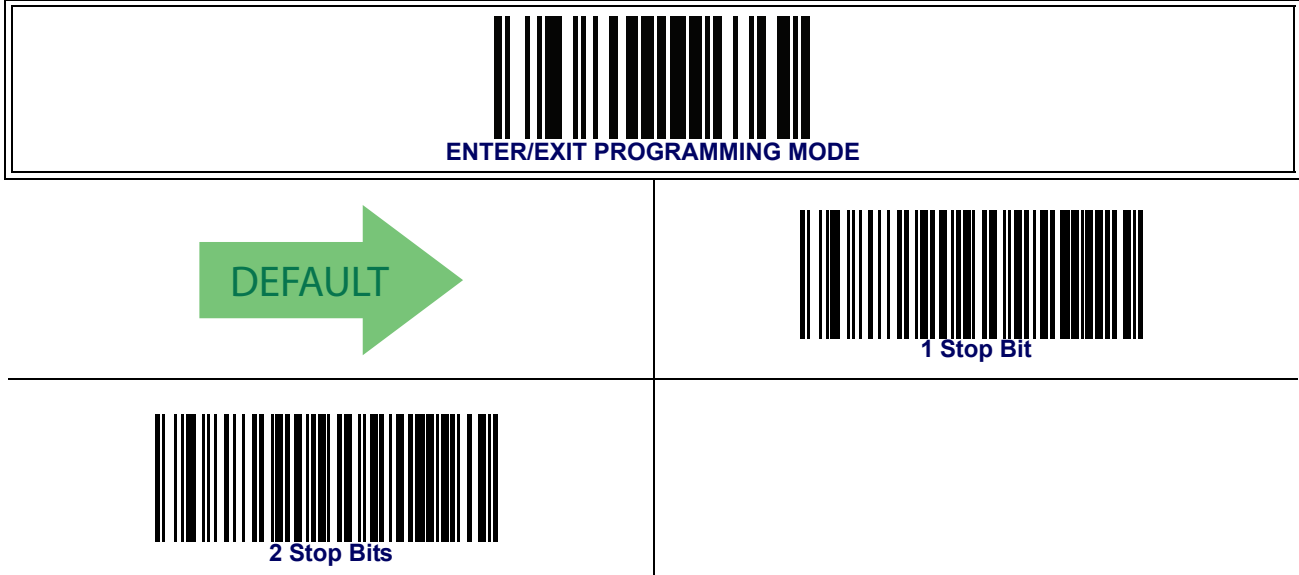 ENTER/EXIT PROGRAMMING MODE
DEFAULT
1 Stop Bit
2 Stop Bits